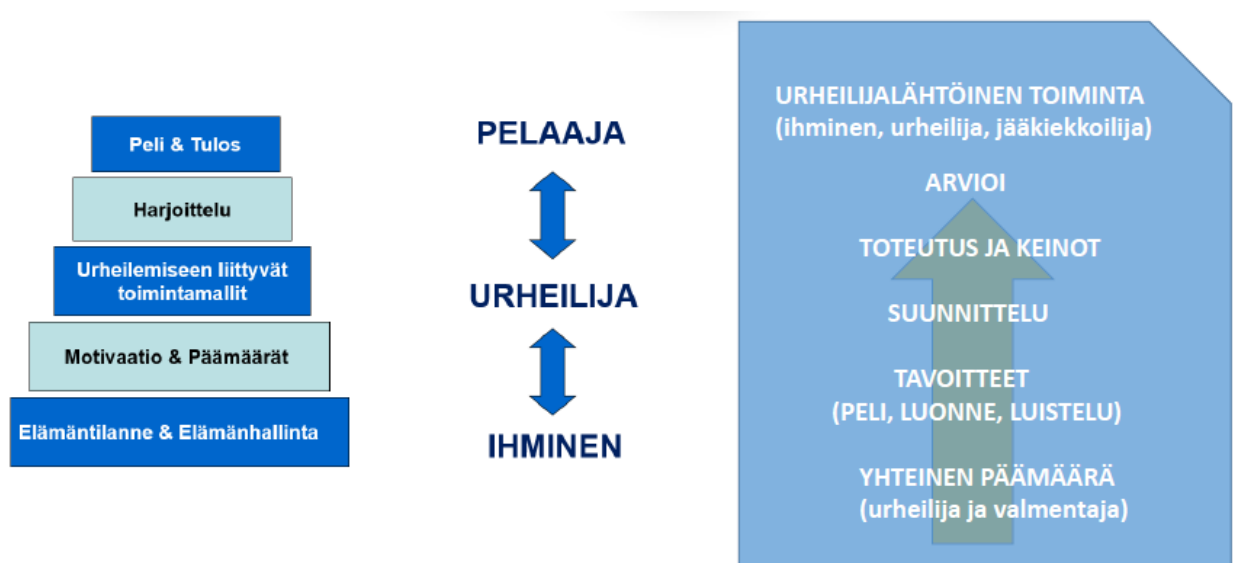 Peli & Tulos
Harjoittelu
Urheilemiseen liittyvät
toimintamallit
Motivaatio & Päämäärät
Elämäntilanne & Elämänhallinta
PELAAJA
URHEILIJA
IHMINEN
URHEILIJALÄHTÖINEN TOIMINTA
(ihminen, urheilija, jääkiekkoilija)
ARVIOI
TOTEUTUS JA KEINOT
SUUNNITTELU
TAVOITTEET
(PELI, LUONNE, LUISTELU)
YHTEINEN PÄÄMÄÄRÄ
(urheilija ja valmentaja)